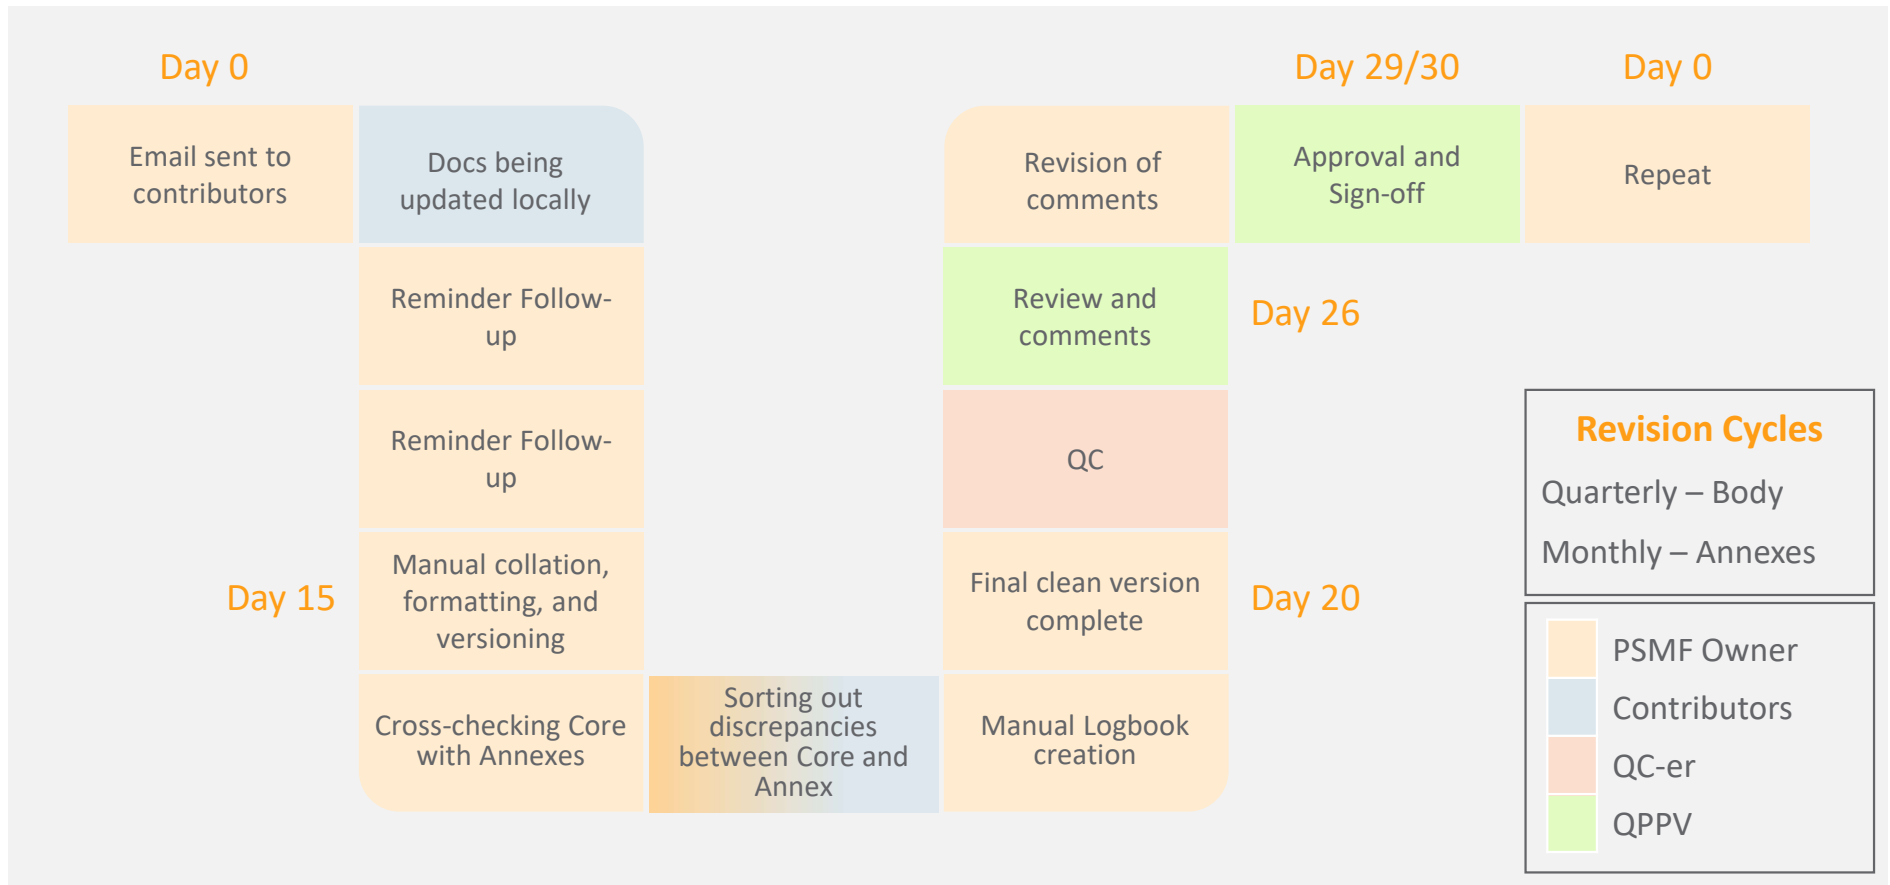 Day 0
Day 29/30
Day 0
Email sent to
contributors
Docs being
updated locally
Revision of
comments
Approval and
Sign-off
Repeat
Reminder Follow-
up
Review and
comments
Day 26
Reminder Follow-
up
QC
Day 15
Manual collation,
formatting, and
versioning
Final clean version
complete
Day 20
Cross-checking Core
with Annexes
Sorting out
discrepancies
between Core and
Annex
Manual Logbook
creation
Revision Cycles
Quarterly – Body
Monthly – Annexes
PSMF Owner
Contributors
QC-er
QPPV